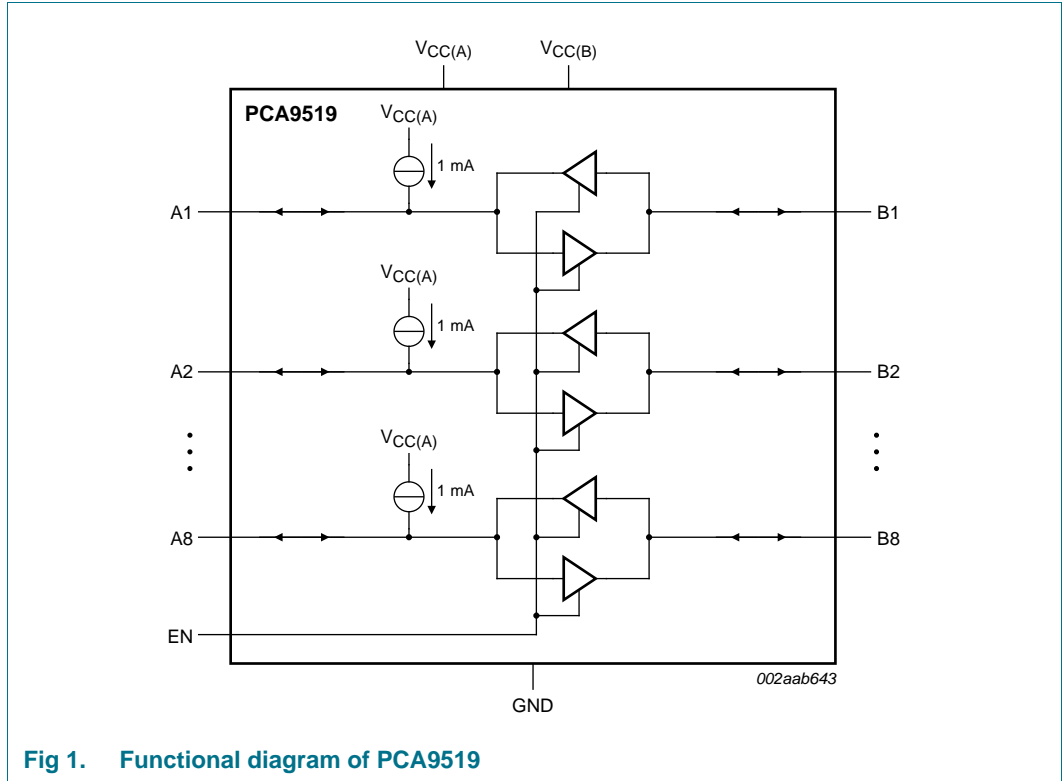 VCC(A) VCC(B)
PCA9519
VCC(A)
1 mA
A1 B1
VCC(A)
1 mA
A2 B2
VCC(A)
1 mA
A8 B8
EN
002aab643
GND
Fig 1. Functional diagram of PCA9519